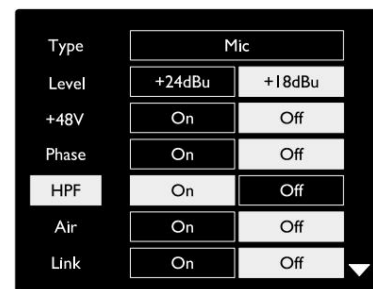 Type Mic
Level +24dBu +18dBu
+48V On Off
Phase On Off
HPF On Off
Air On Off
Link On Off